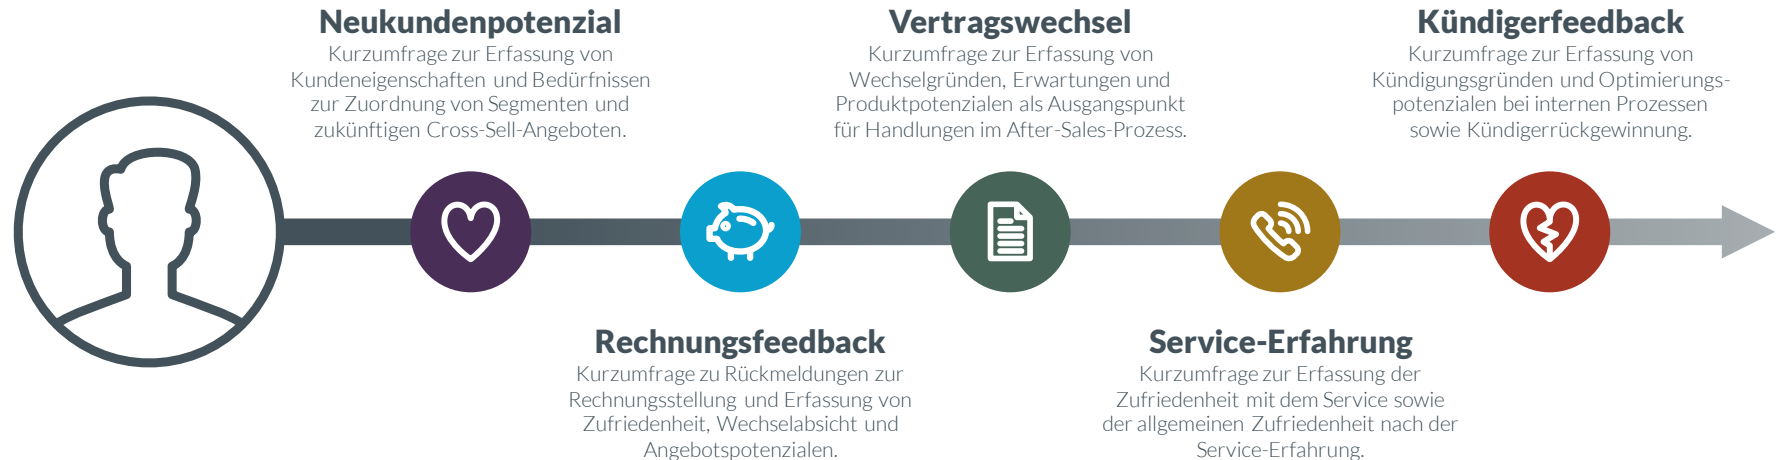 Neukundenpotenzial
Kurzumfrage zur Erfassung von
Kundeneigenschaften und Bedürfnissen
zur Zuordnung von Segmenten und
zukünftigen Cross-Sell-Angeboten.
Vertragswechsel
Kurzumfrage zur Erfassung von
Wechselgründen, Erwartungen und
Produktpotenzialen als Ausgangspunkt
für Handlungen im After-Sales-Prozess.
Kündigerfeedback
Kurzumfrage zur Erfassung von
Kündigungsgründen und Optimierungs-
potenzialen bei internen Prozessen
sowie Kündigerrückgewinnung.
Rechnungsfeedback
Kurzumfrage zu Rückmeldungen zur
Rechnungsstellung und Erfassung von
Zufriedenheit, Wechselabsicht und
Angebotspotenzialen.
Service-Erfahrung
Kurzumfrage zur Erfassung der
Zufriedenheit mit dem Service sowie
der allgemeinen Zufriedenheit nach der
Service-Erfahrung.